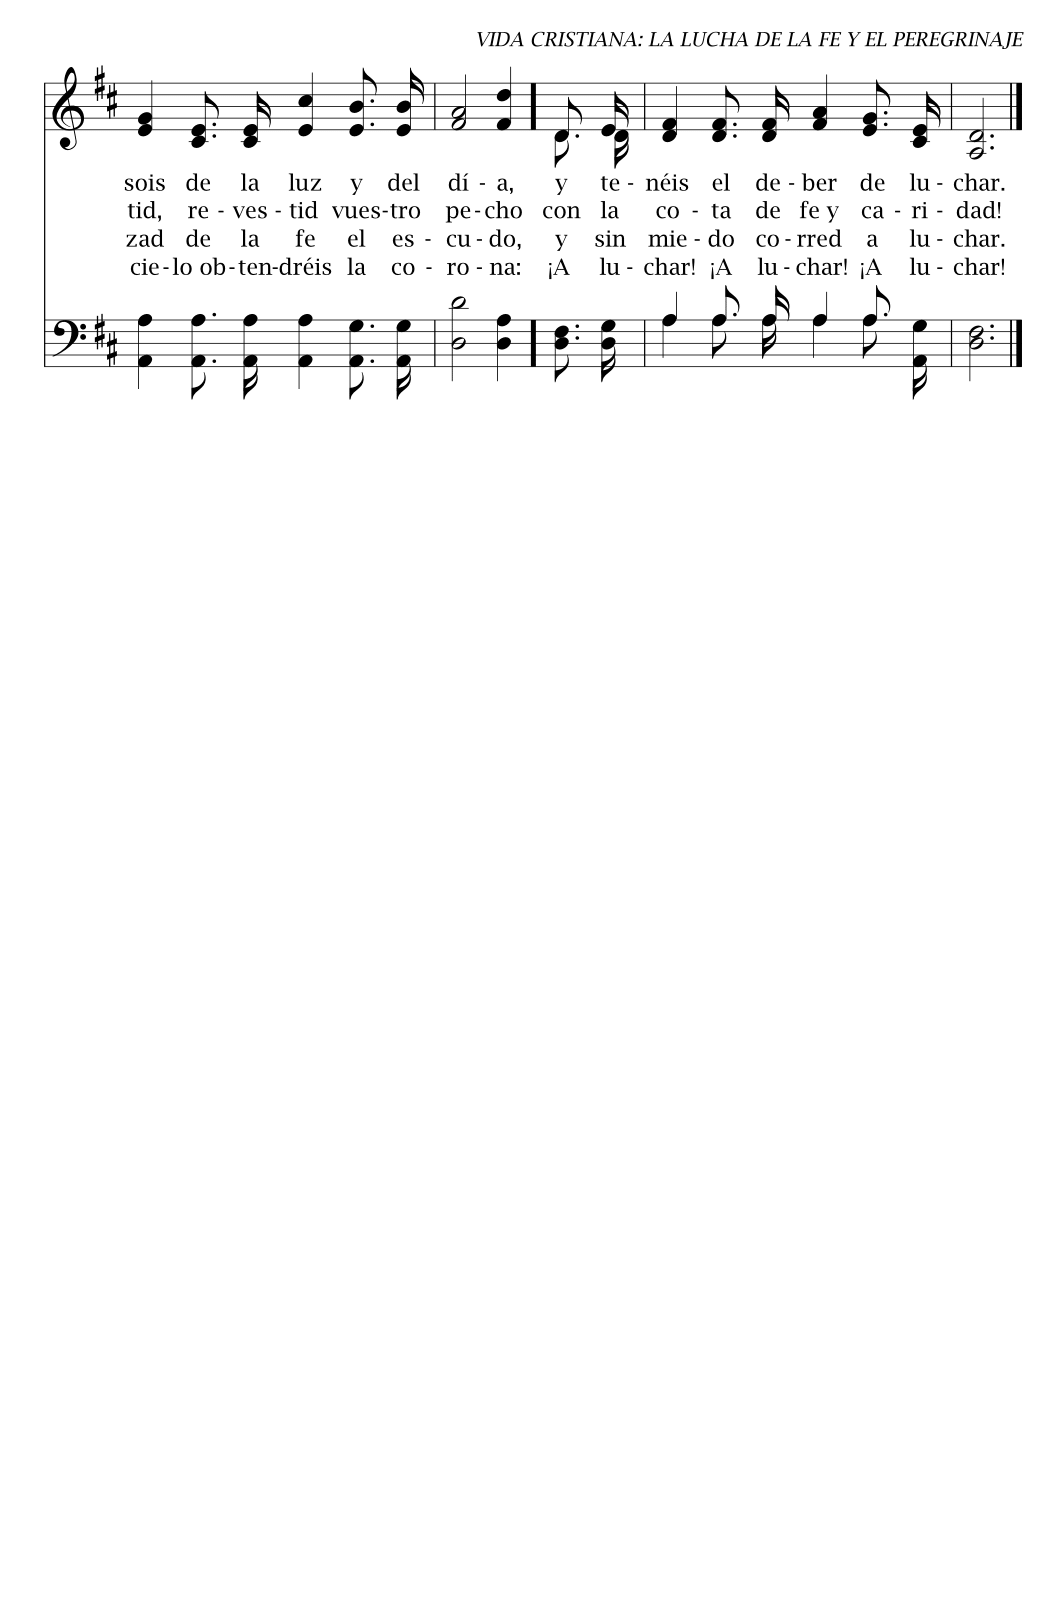 VIDA CRISTIANA: LA LUCHA DE LA FE Y EL PEREGRINAJE
sois de la luz y del dí - a, y te - néis el de - ber de lu - char.
tid, re - ves - tid vues - tro pe - cho con la co - ta de fe y ca - ri - dad!
zad de la fe el es - cu - do, y sin mie - do co - rred a lu - char.
cie - lo ob - ten - dréis la co - ro - na: ¡A lu - char! ¡A lu - char! ¡A lu - char!